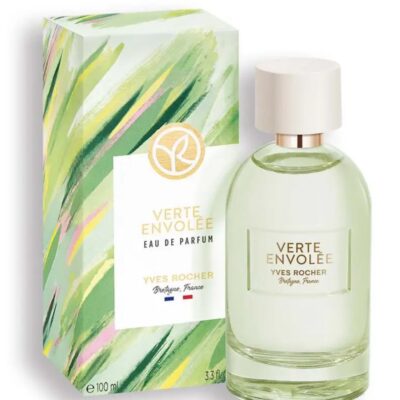 VERTE
ENVOLÉE
EAU DE PARFUM
YVES ROCHER
Bretagne, France
e 100 ml
3.3 fl
VERTE
ENVOLÉE
YVES ROCHER
Bretagne, France